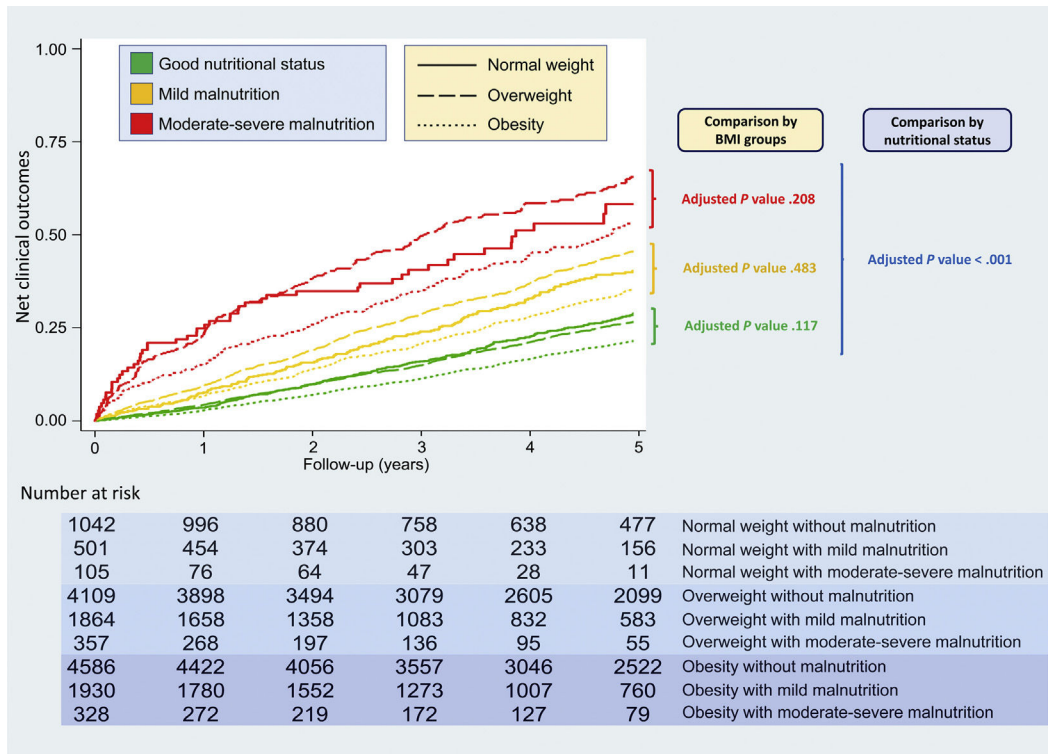 1.00
0.75
0.50
0.25
0.00
Net clinical outcomes
Good nutritional status
Mild malnutrition
Moderate-severe malnutrition
Normal weight
Overweight
Obesity
0 1 2 3 4 5
Follow-up (years)
Comparison by
BMI groups
Comparison by
nutritional status
Adjusted P value .208
Adjusted P value .483
Adjusted P value .117
Adjusted P value < .001
Number at risk
1042 996 880 758 638 477 Normal weight without malnutrition
501 454 374 303 233 156 Normal weight with mild malnutrition
105 76 64 47 28 11 Normal weight with moderate-severe malnutrition
4109 3898 3494 3079 2605 2099 Overweight without malnutrition
1864 1658 1358 1083 832 583 Overweight with mild malnutrition
357 268 197 136 95 55 Overweight with moderate-severe malnutrition
4586 4422 4056 3557 3046 2522 Obesity without malnutrition
1930 1780 1552 1273 1007 760 Obesity with mild malnutrition
328 272 219 172 127 79 Obesity with moderate-severe malnutrition